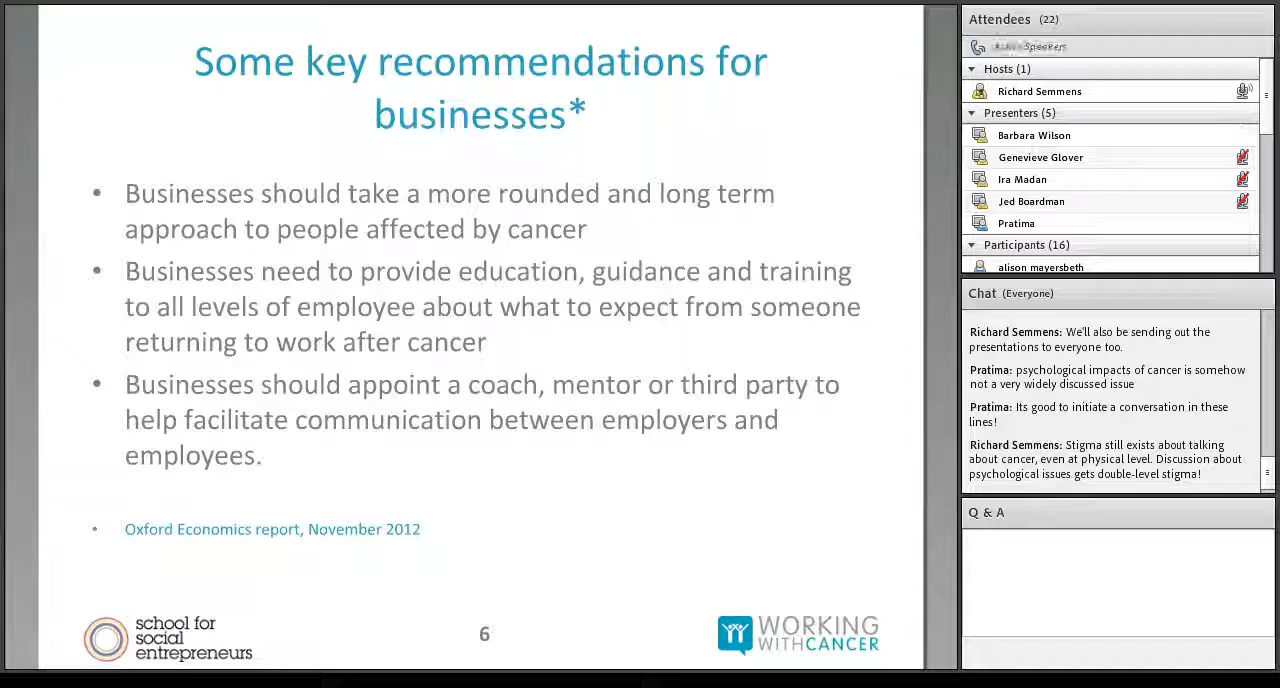 Some key recommendations for
businesses*
• Businesses should take a more rounded and long term
approach to people affected by cancer
• Businesses need to provide education, guidance and training
to all levels of employee about what to expect from someone
returning to work after cancer
• Businesses should appoint a coach, mentor or third party to
help facilitate communication between employers and
employees.
• Oxford Economics report, November 2012
school for
social
entrepreneurs
6
WORKING
WITHCANCER
Attendees (22)
Speakers
Hosts (1)
Richard Semmens
Presenters (5)
Barbara Wilson
Genevieve Glover
Ira Madan
Jed Boardman
Pratima
Participants (16)
alison mayersbeth
Chat (Everyone)
Richard Semmens: We'll also be sending out the
presentations to everyone too.
Pratima: psychological impacts of cancer is somehow
not a very widely discussed issue
Pratima: Its good to initiate a conversation in these
lines!
Richard Semmens: Stigma still exists about talking
about cancer, even at physical level. Discussion about
psychological issues gets double-level stigma!
Q & A